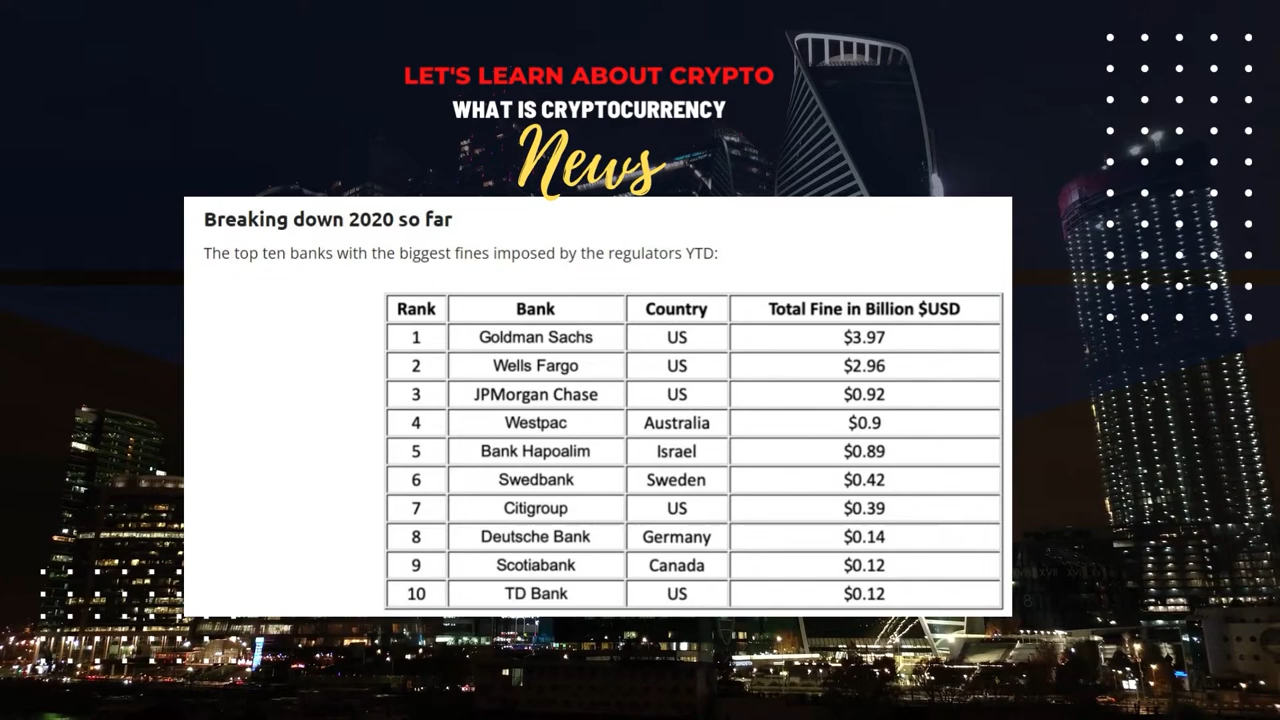 LET'S LEARN ABOUT CRYPTO
WHAT IS CRYPTOCURRENCY
News
Breaking down 2020 so far
The top ten banks with the biggest fines imposed by the regulators YTD:
Rank Bank Country Total Fine in Billion $USD
1 Goldman Sachs US $3.97
2 Wells Fargo US $2.96
3 JPMorgan Chase US $0.92
4 Westpac Australia $0.9
5 Bank Hapoalim Israel $0.89
6 Swedbank Sweden $0.42
7 Citigroup US $0.39
8 Deutsche Bank Germany $0.14
9 Scotiabank Canada $0.12
10 TD Bank US $0.12